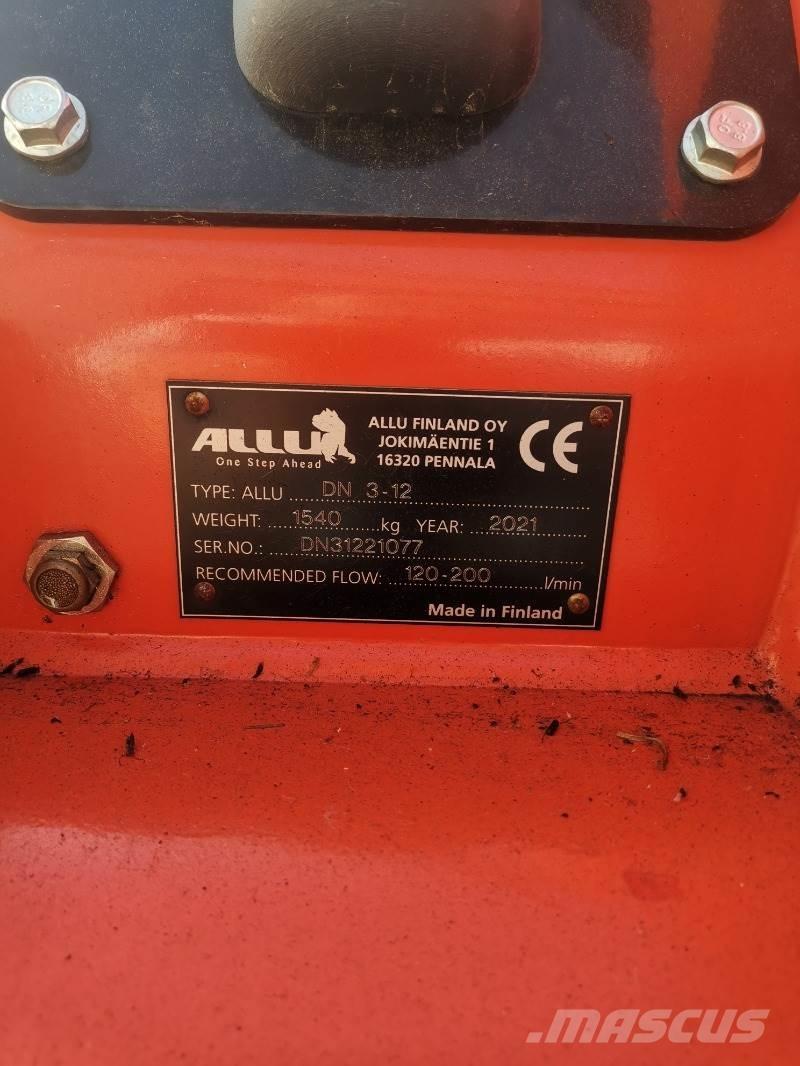 ALLU
One Step Ahead
ALLU FINLAND OY
JOKIMÄENTIE 1
16320 PENNALA
CE
TYPE: ALLU DN 3-12
WEIGHT: 1540 kg YEAR: 2021
SER.NO.: DN31221077
RECOMMENDED FLOW: 120-200 l/min
Made in Finland
MASCUS